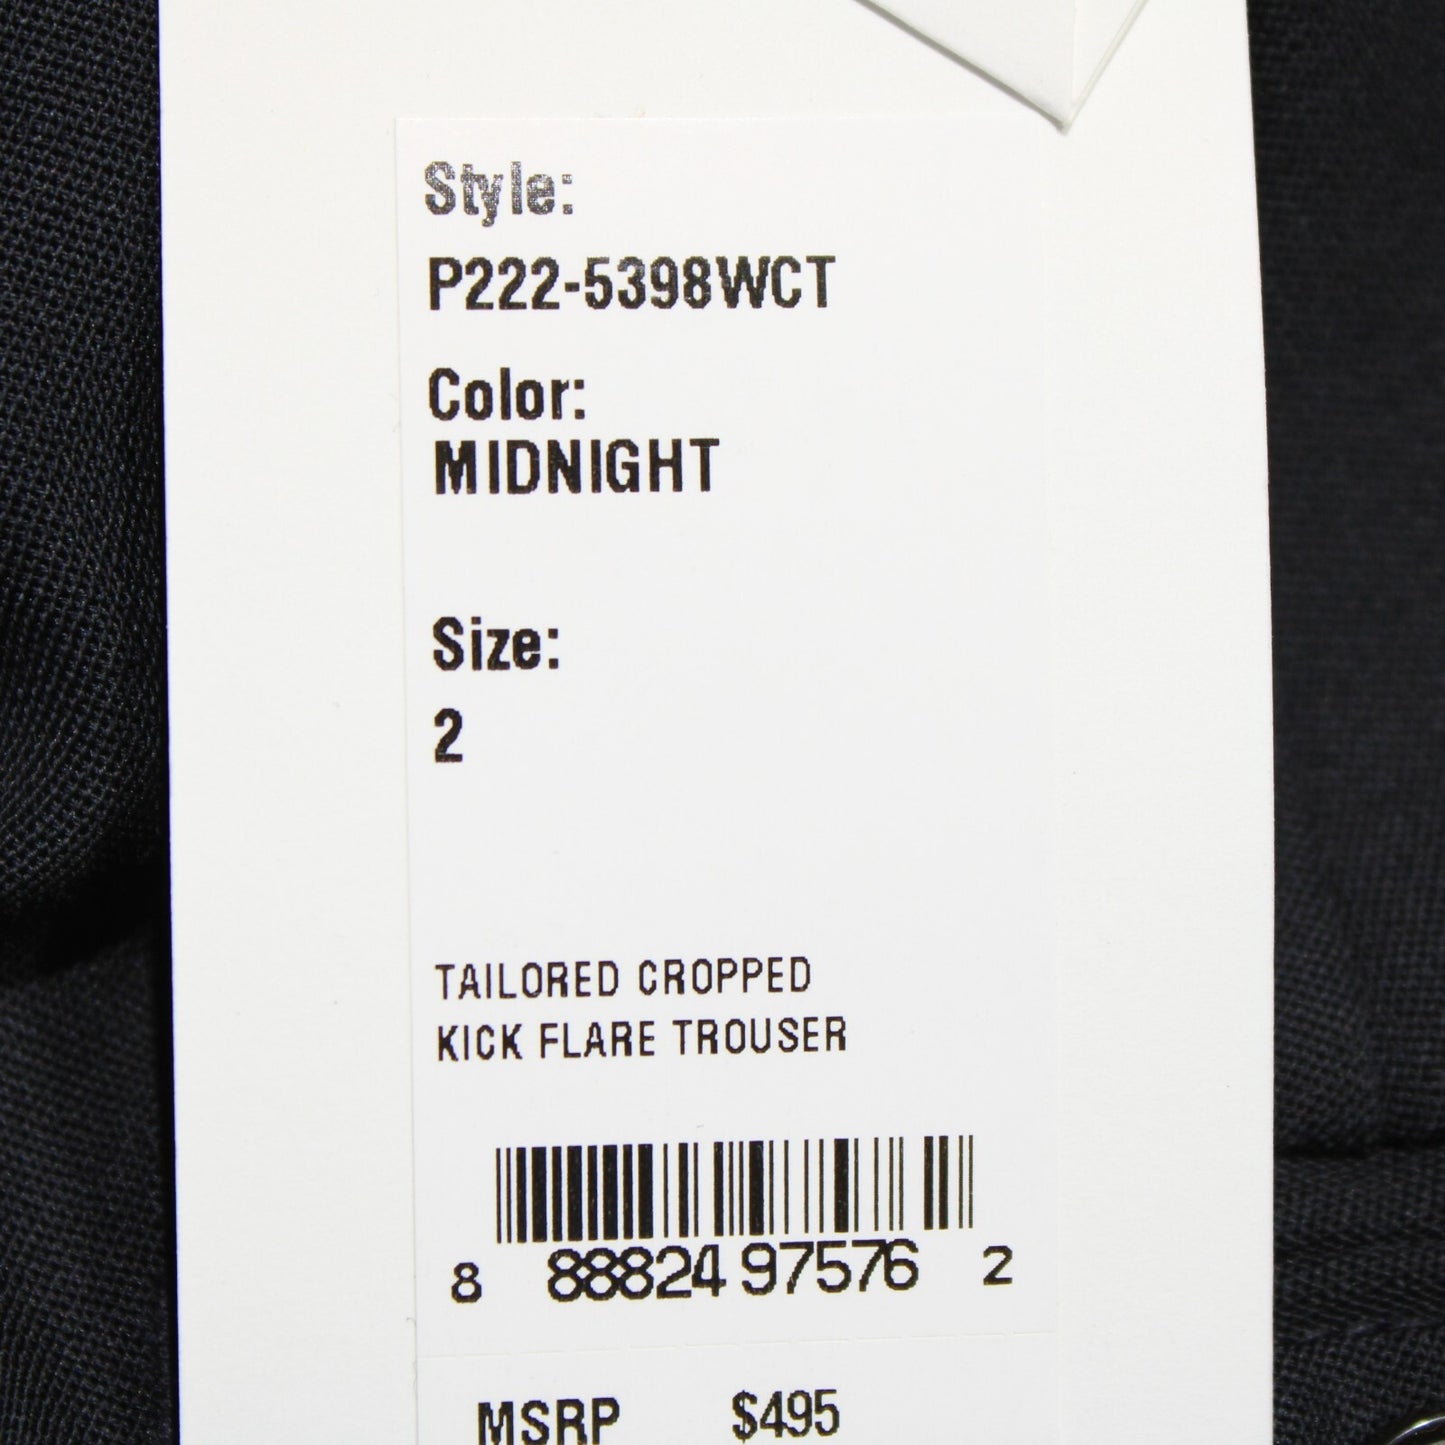 Style:
P222-5398WCT
Color:
MIDNIGHT
Size:
2
TAILORED CROPPED
KICK FLARE TROUSER
8 88824 97576 2
MSRP $495